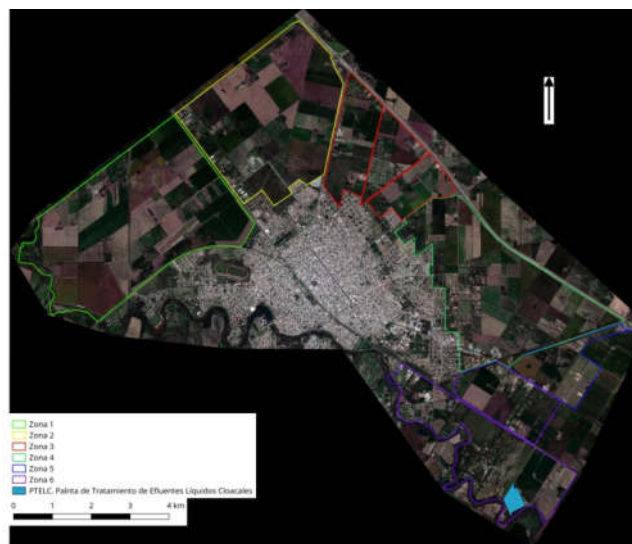 Zona 1
Zona 2
Zona 3
Zona 4
Zona 5
Zona 6
PTELC. Palnta de Tratamiento de Efluentes Líquidos Cloacales
0 1 2 3 4 km